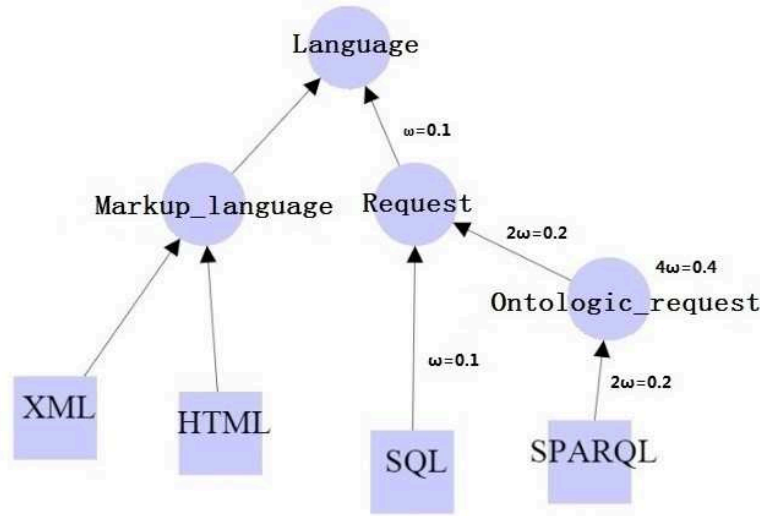 Language
ω=0.1
Markup_language
Request
2ω=0.2
4ω=0.4
Ontologic_request
ω=0.1
2ω=0.2
XML
HTML
SQL
SPARQL